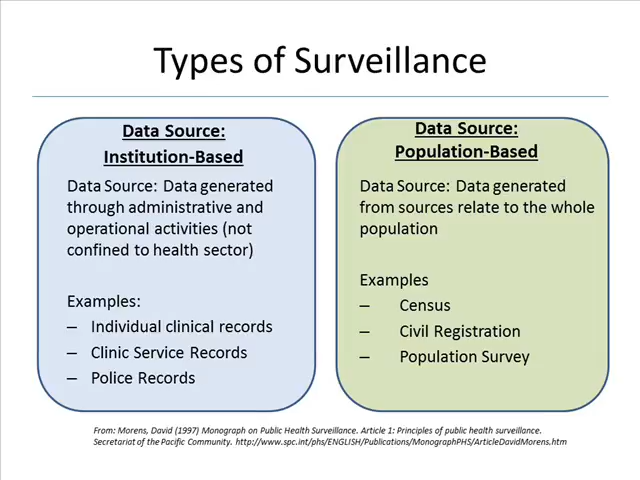 Types of Surveillance
Data Source:
Institution-Based
Data Source: Data generated
through administrative and
operational activities (not
confined to health sector)
Examples:
– Individual clinical records
– Clinic Service Records
– Police Records
Data Source:
Population-Based
Data Source: Data generated
from sources relate to the whole
population
Examples
– Census
– Civil Registration
– Population Survey
From: Morens, David (1997) Monograph on Public Health Surveillance. Article 1: Principles of public health surveillance.
Secretariat of the Pacific Community. http://www.spc.int/phs/ENGLISH/Publications/MonographPHS/ArticleDavidMorens.htm